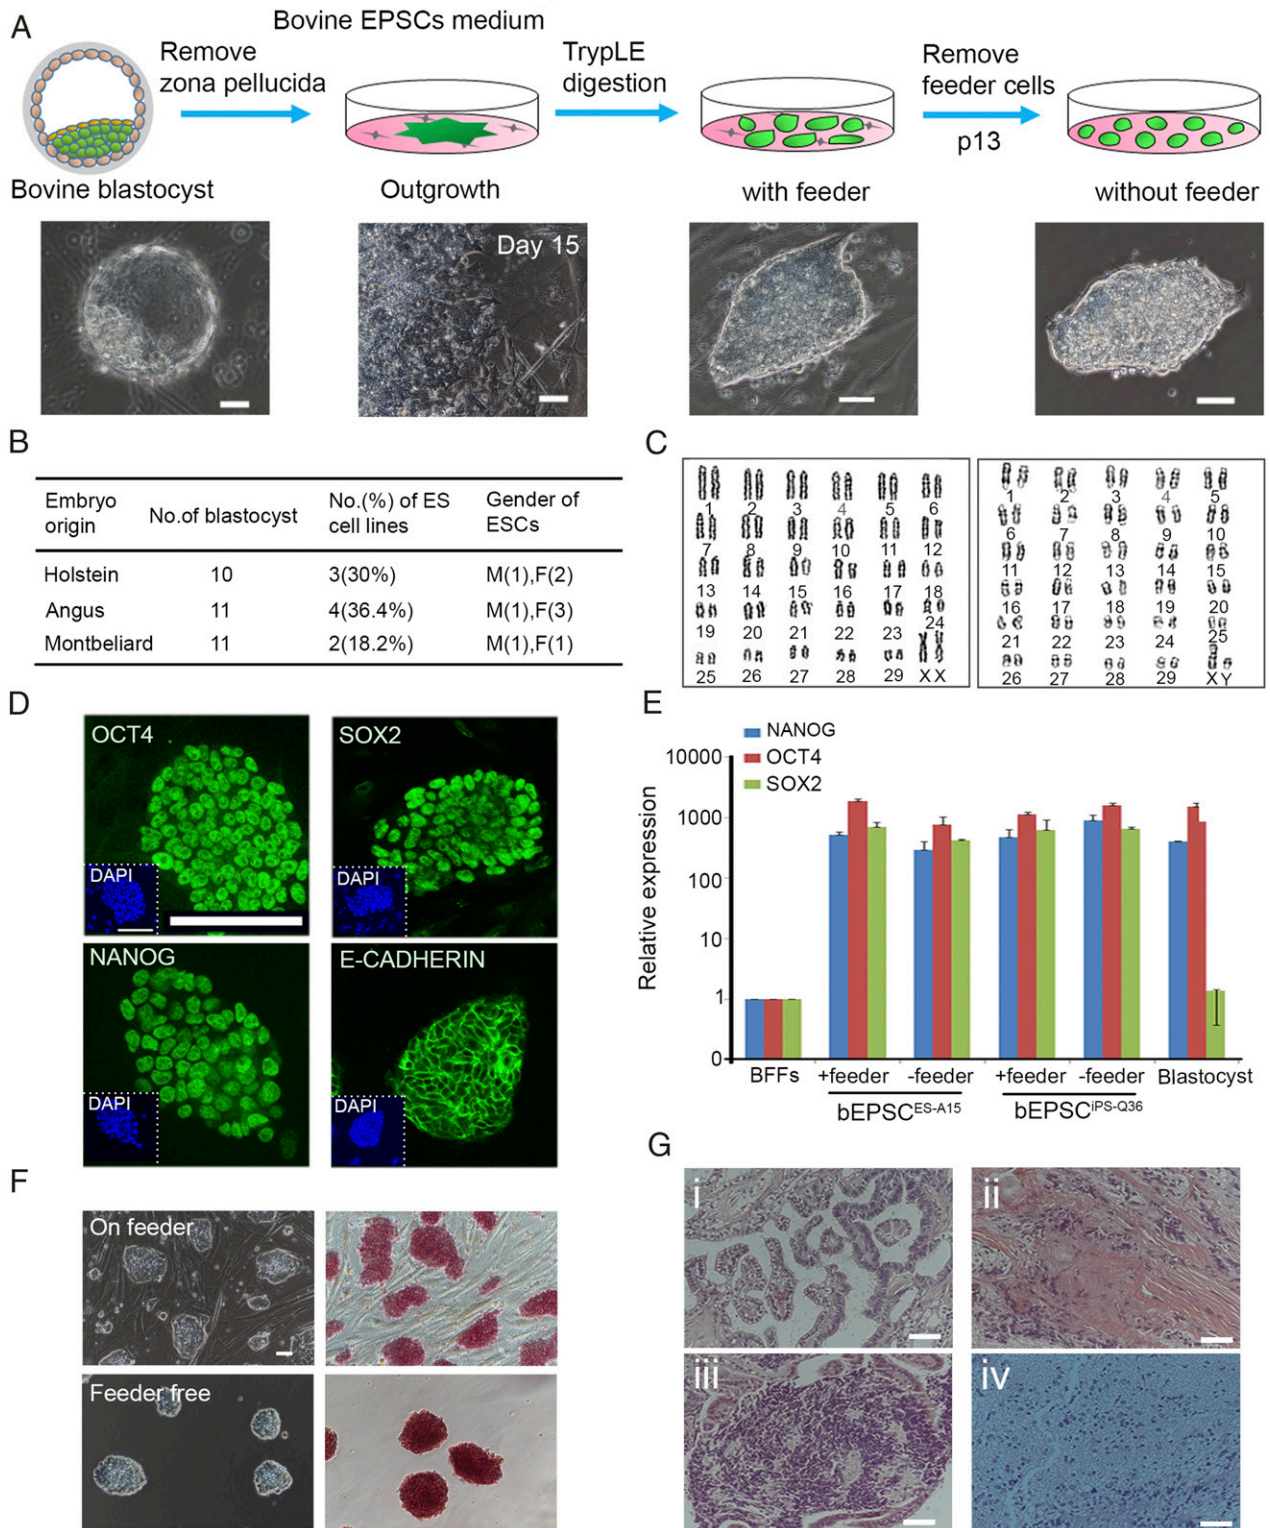 A
Bovine EPSCs medium
Remove
zona pellucida
TrypLE
digestion
Remove
feeder cells
p13
Bovine blastocyst
Outgrowth
with feeder
without feeder
Day 15
B
Embryo
origin
No.of blastocyst
No.(%) of ES
cell lines
Gender of
ESCs
Holstein 10 3(30%) M(1),F(2)
Angus 11 4(36.4%) M(1),F(3)
Montbeliard 11 2(18.2%) M(1),F(1)
C
1 2 3 4 5 6
7 8 9 10 11 12
13 14 15 16 17 18
19 20 21 22 23 24
25 26 27 28 29 X X
1 2 3 4 5
6 7 8 9 10
11 12 13 14 15
16 17 18 19 20
21 22 23 24 25
26 27 28 29 X Y
D
OCT4
DAPI
SOX2
DAPI
NANOG
DAPI
E-CADHERIN
DAPI
E
NANOG
OCT4
SOX2
Relative expression
10000
1000
100
10
1
0
BFFs +feeder -feeder +feeder -feeder Blastocyst
bEPSCES-A15 bEPSCiPS-Q36
F
On feeder
Feeder free
G
i
ii
iii
iv